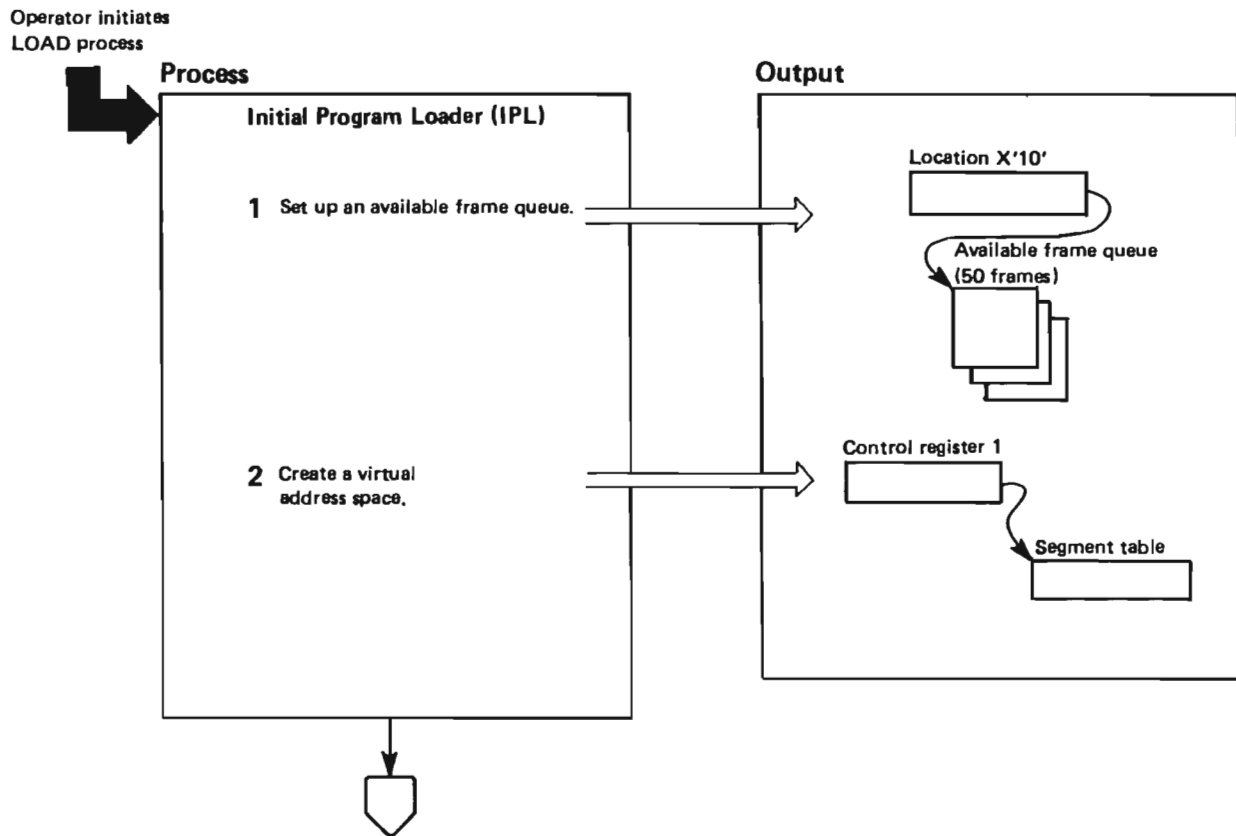 Operator initiates
LOAD process
Process
Output
Initial Program Loader (IPL)
Location X'10'
1 Set up an available frame queue.
Available frame queue
(50 frames)
2 Create a virtual
address space.
Control register 1
Segment table